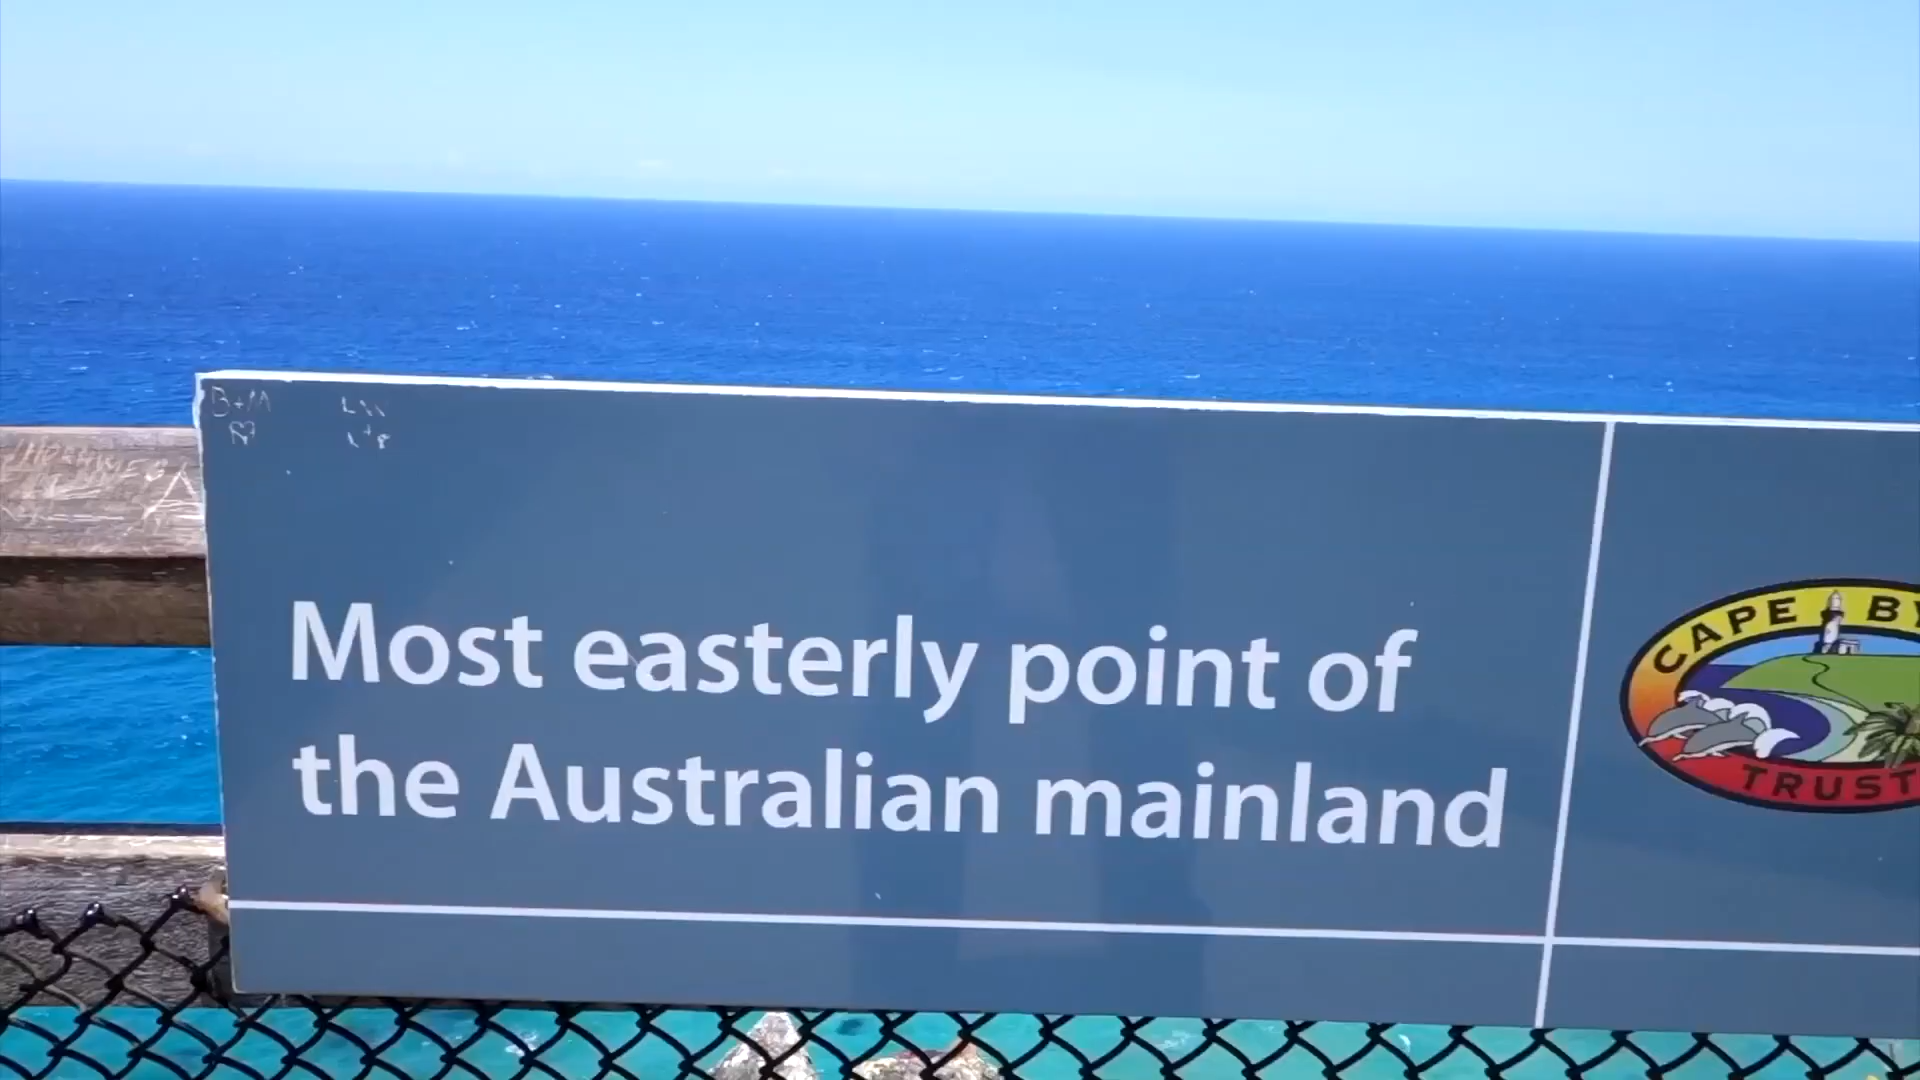 Most easterly point of
the Australian mainland
CAPE BY
TRUST
B+M